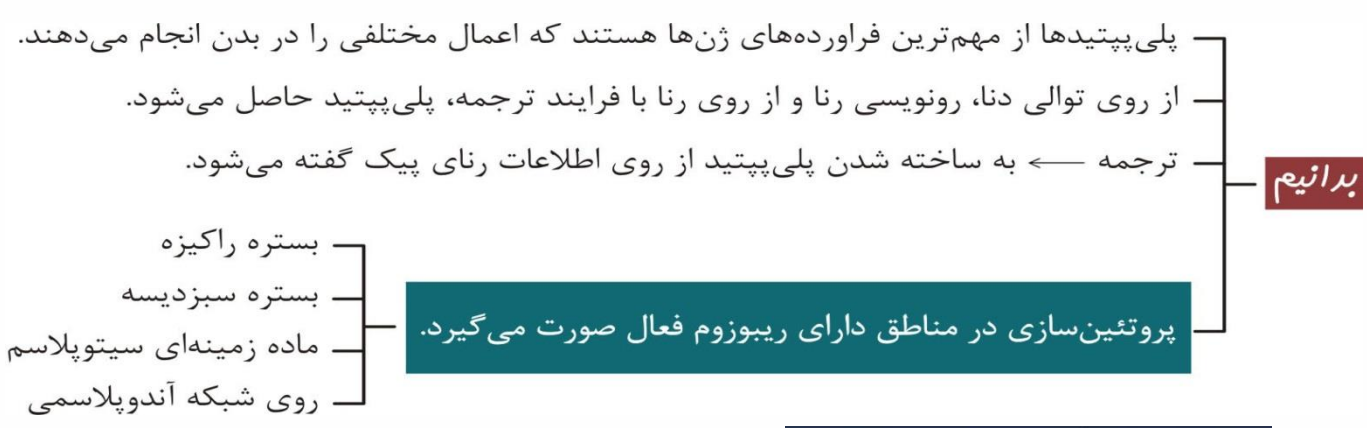 بدانیم
پلی‌پپتیدها از مهم‌ترین فراورده‌های ژن‌ها هستند که اعمال مختلفی را در بدن انجام می‌دهند.
از روی توالی دنا، رونویسی رنا و از روی رنا با فرایند ترجمه، پلی‌پپتید حاصل می‌شود.
ترجمه ⟵ به ساخته شدن پلی‌پپتید از روی اطلاعات رنای پیک گفته می‌شود.
پروتئین‌سازی در مناطق دارای ریبوزوم فعال صورت می‌گیرد.
بستره راکیزه
بستره سبزدیسه
ماده زمینه‌ای سیتوپلاسم
روی شبکه آندوپلاسمی